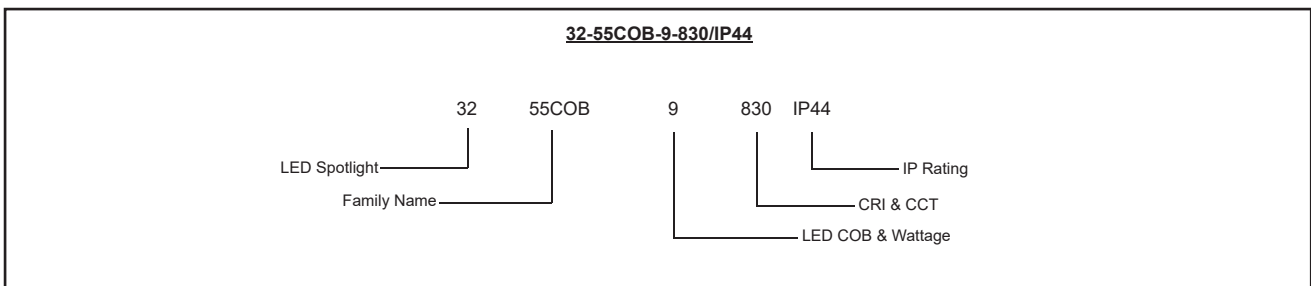 32-55COB-9-830/IP44
32 55COB 9 830 IP44
LED Spotlight IP Rating
Family Name CRI & CCT
LED COB & Wattage